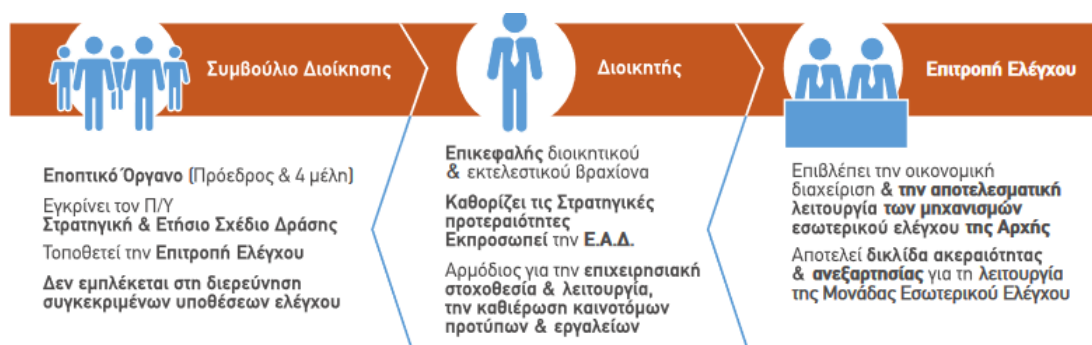 Συμβούλιο Διοίκησης
Εποπτικό Όργανο (Πρόεδρος & 4 μέλη)
Εγκρίνει τον Π/Υ
Στρατηγική & Ετήσιο Σχέδιο Δράσης
Τοποθετεί την Επιτροπή Ελέγχου
Δεν εμπλέκεται στη διερεύνηση
συγκεκριμένων υποθέσεων ελέγχου
Διοικητής
Επικεφαλής διοικητικού
& εκτελεστικού βραχίονα
Καθορίζει τις Στρατηγικές
προτεραιότητες
Εκπροσωπεί την Ε.Α.Δ.
Αρμόδιος για την επιχειρησιακή
στοχοθεσία & λειτουργία,
την καθιέρωση καινοτόμων
προτύπων & εργαλείων
Επιτροπή Ελέγχου
Επιβλέπει την οικονομική
διαχείριση & την αποτελεσματική
λειτουργία των μηχανισμών
εσωτερικού ελέγχου της Αρχής
Αποτελεί δικλίδα ακεραιότητας
& ανεξαρτησίας για τη λειτουργία
της Μονάδας Εσωτερικού Ελέγχου